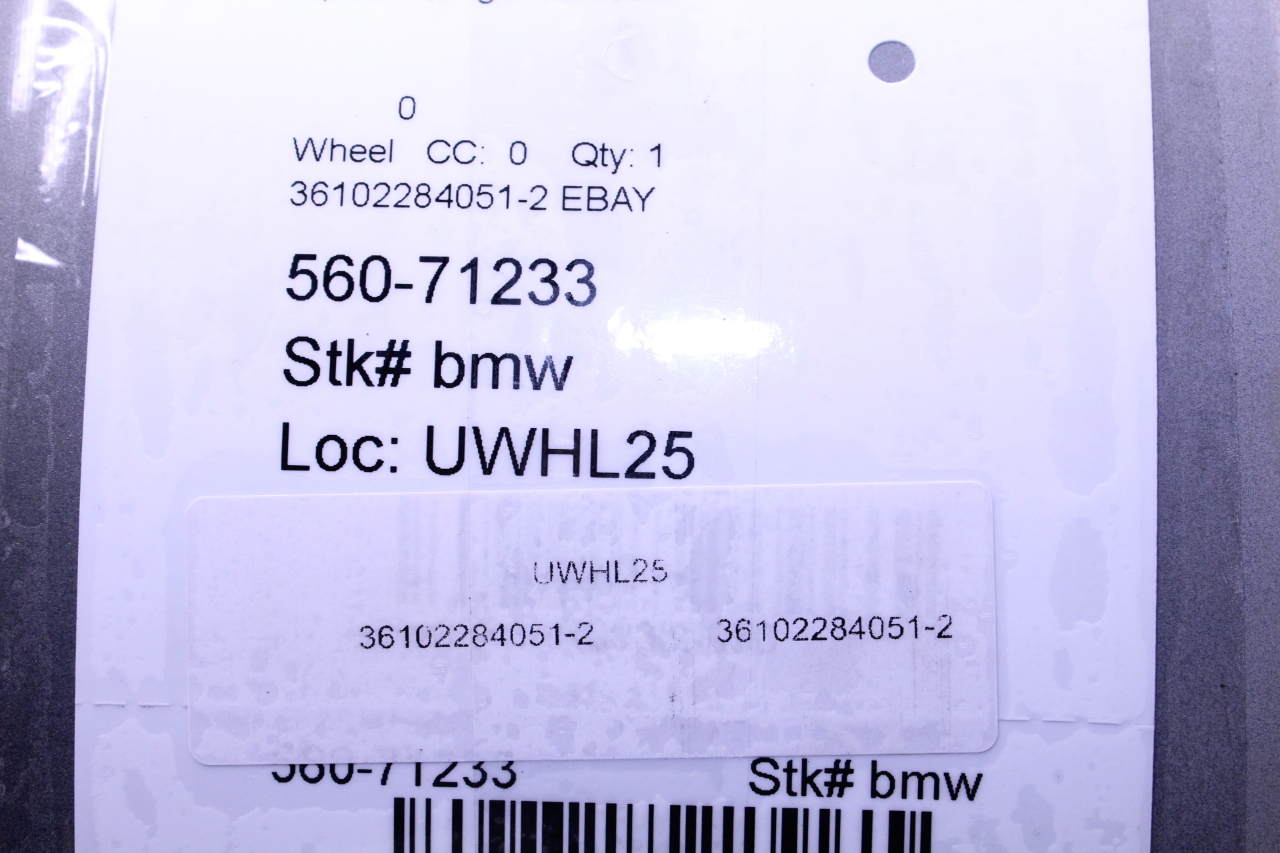 0
Wheel CC: 0 Qty: 1
36102284051-2 EBAY
560-71233
Stk# bmw
Loc: UWHL25
UWHL25
36102284051-2 36102284051-2
560-71233 Stk# bmw